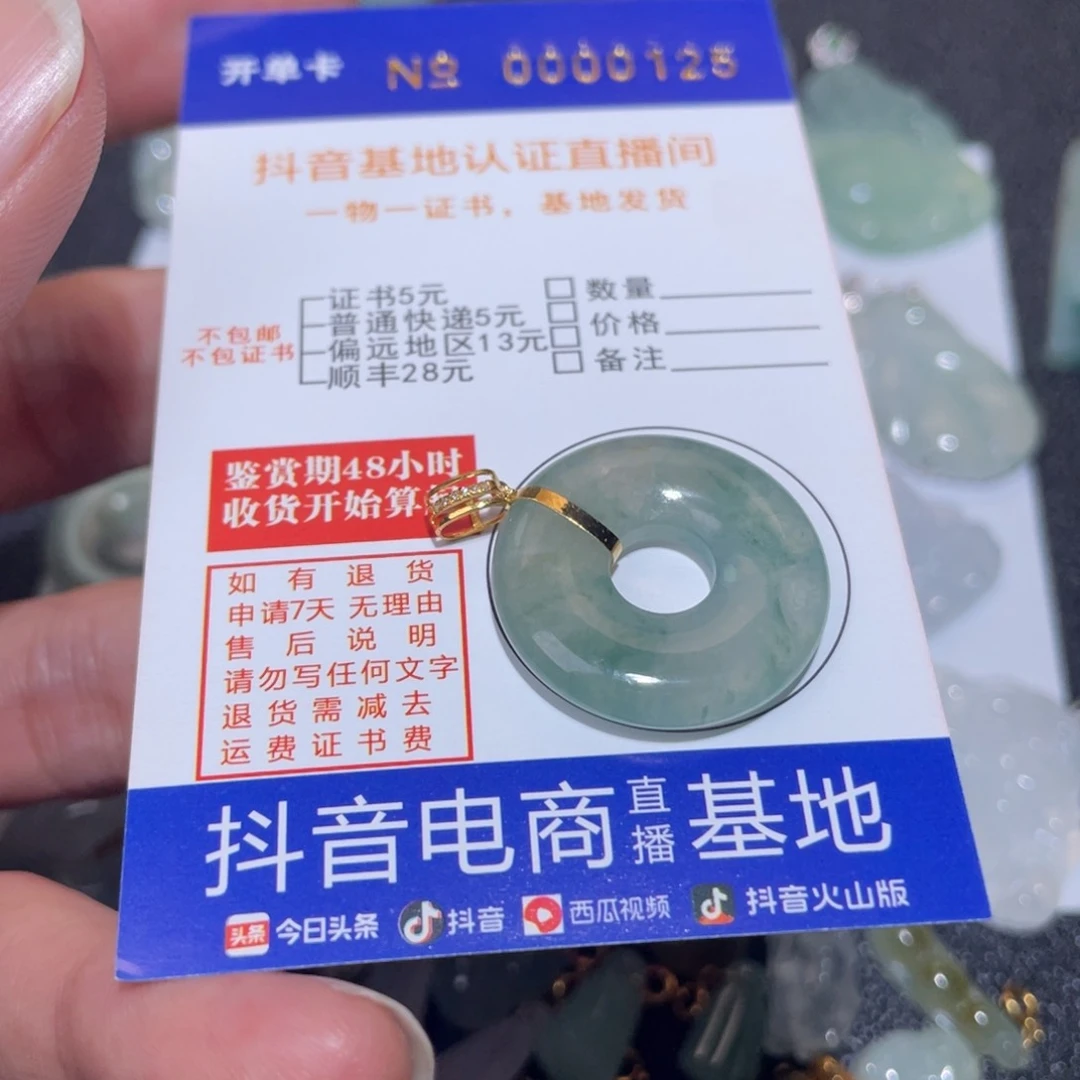 开单卡 № 0000125
抖音基地认证直播间
一物一证书，基地发货
不包邮
不包证书
证书5元
普通快递5元
偏远地区13元
顺丰28元
数量
价格
备注
鉴赏期48小时
收货开始算
如有退货
申请7天 无理由
售后说明
请勿写任何文字
退货需减去
运费证书费
抖音电商直播基地
头条 今日头条 抖音 西瓜视频 抖音火山版